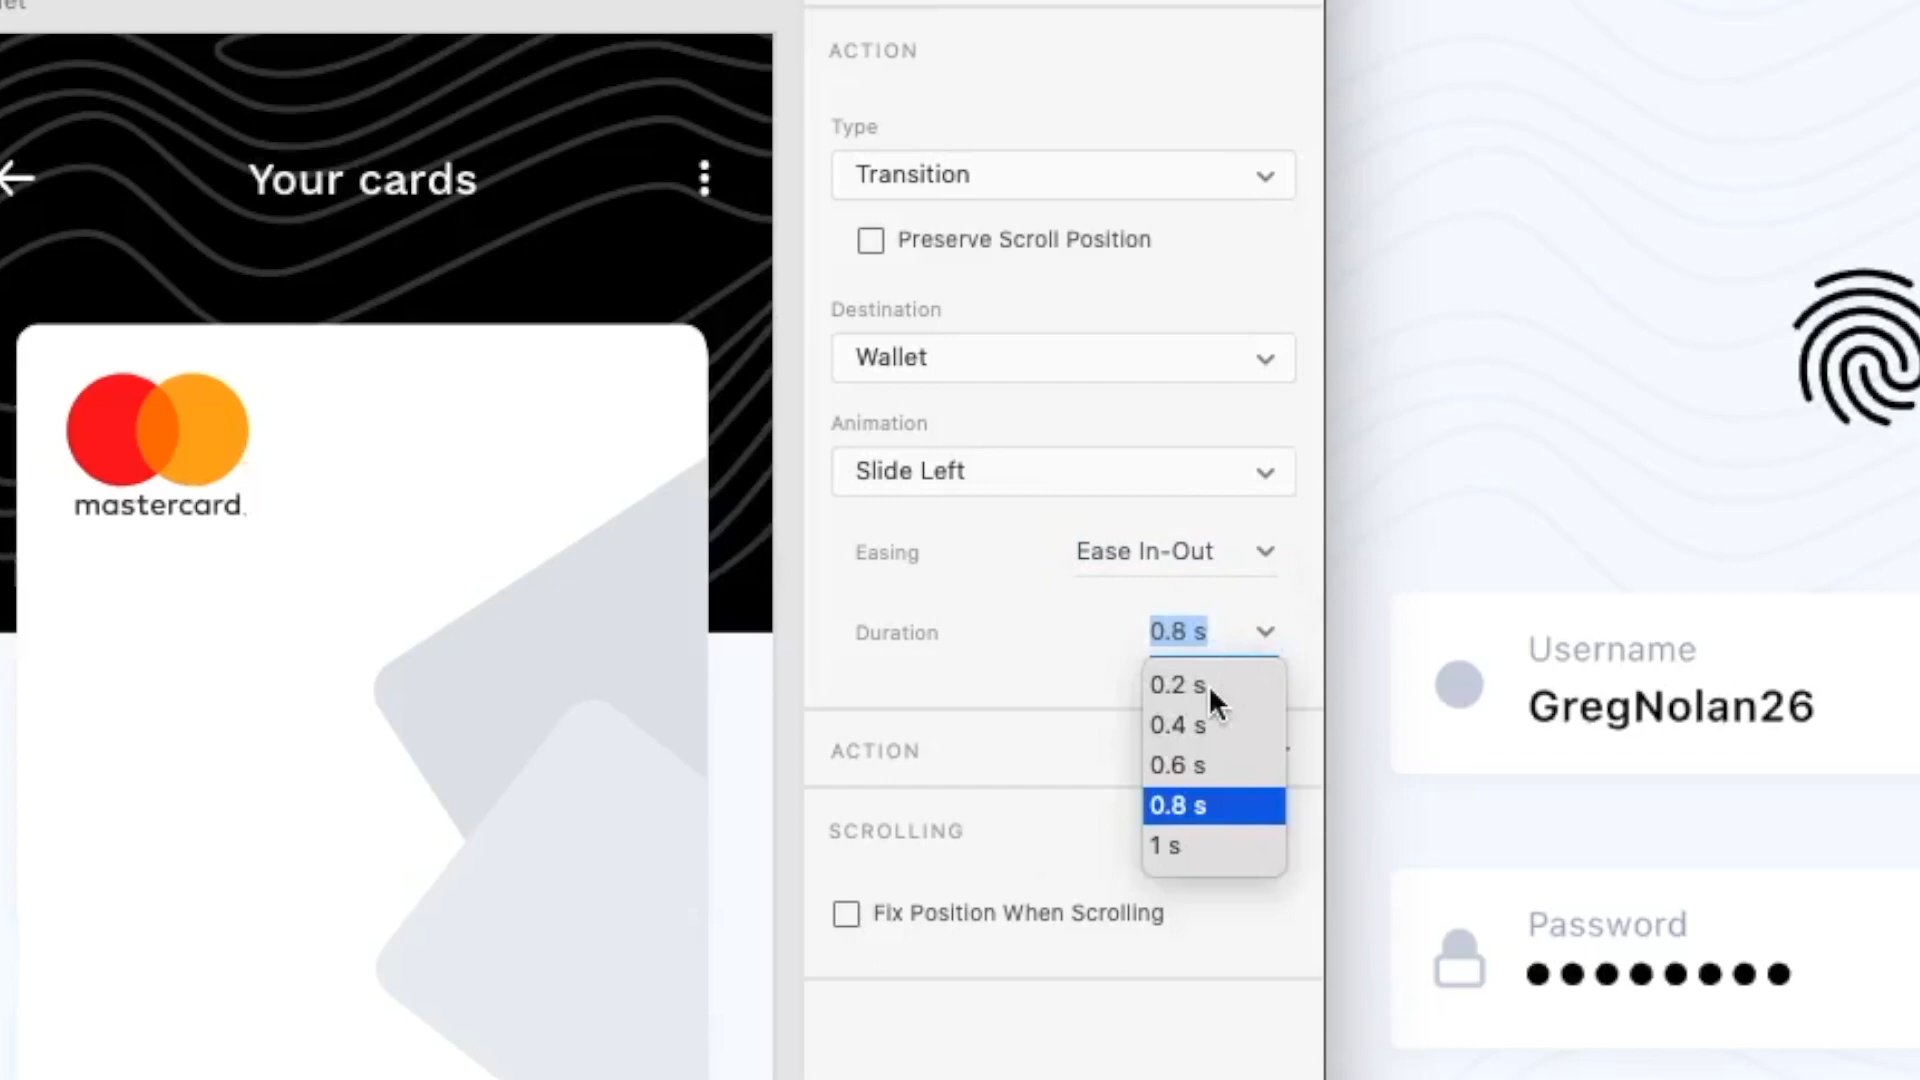 Your cards
mastercard.
ACTION
Type
Transition
Preserve Scroll Position
Destination
Wallet
Animation
Slide Left
Easing
Ease In-Out
Duration
0.8 s
0.2 s
0.4 s
0.6 s
0.8 s
1 s
ACTION
SCROLLING
Fix Position When Scrolling
Username
GregNolan26
Password